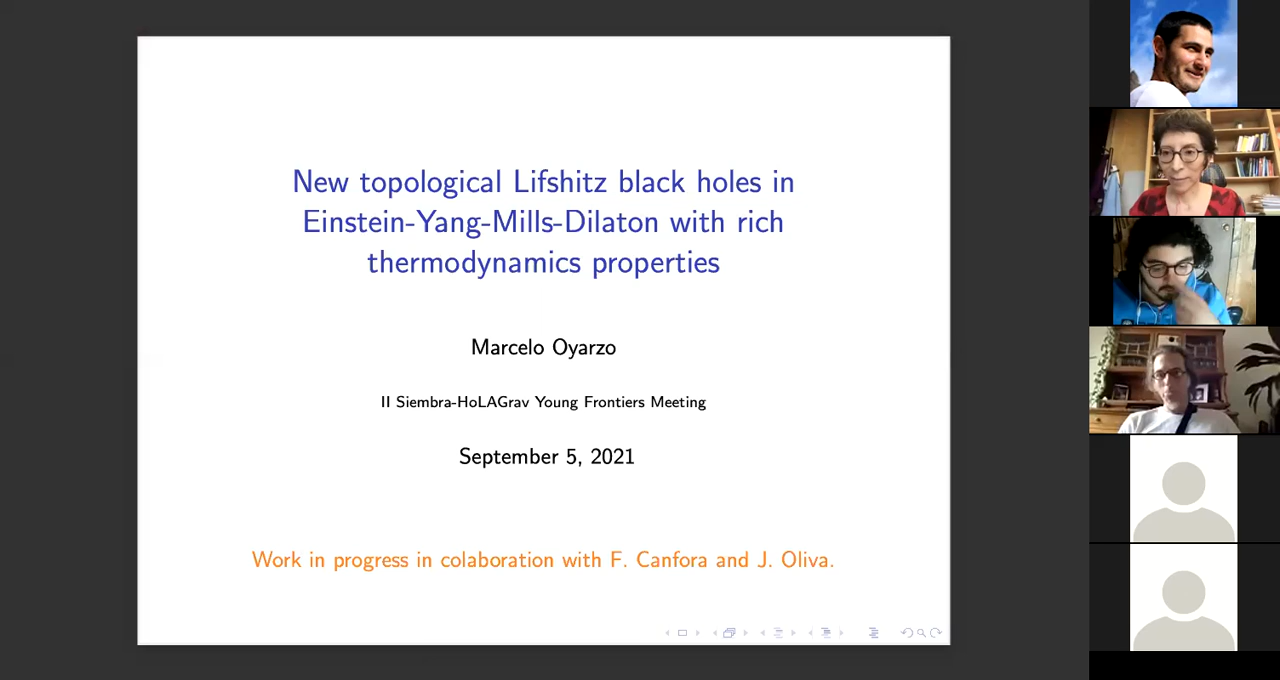 New topological Lifshitz black holes in
Einstein-Yang-Mills-Dilaton with rich
thermodynamics properties
Marcelo Oyarzo
II Siembra-HoLAGrav Young Frontiers Meeting
September 5, 2021
Work in progress in colaboration with F. Canfora and J. Oliva.